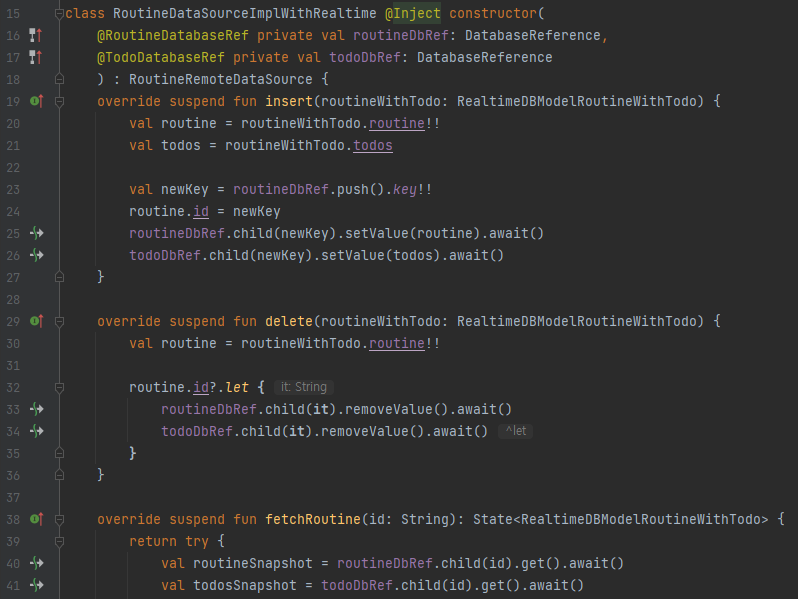 15 class RoutineDataSourceImplWithRealtime @Inject constructor(
16     @RoutineDatabaseRef private val routineDbRef: DatabaseReference,
17     @TodoDatabaseRef private val todoDbRef: DatabaseReference
18     ) : RoutineRemoteDataSource {
19     override suspend fun insert(routineWithTodo: RealtimeDBModelRoutineWithTodo) {
20         val routine = routineWithTodo.routine!!
21         val todos = routineWithTodo.todos
22
23         val newKey = routineDbRef.push().key!!
24         routine.id = newKey
25         routineDbRef.child(newKey).setValue(routine).await()
26         todoDbRef.child(newKey).setValue(todos).await()
27     }
28
29     override suspend fun delete(routineWithTodo: RealtimeDBModelRoutineWithTodo) {
30         val routine = routineWithTodo.routine!!
31
32         routine.id?.let { it: String
33             routineDbRef.child(it).removeValue().await()
34             todoDbRef.child(it).removeValue().await() ^let
35         }
36     }
37
38     override suspend fun fetchRoutine(id: String): State<RealtimeDBModelRoutineWithTodo> {
39         return try {
40             val routineSnapshot = routineDbRef.child(id).get().await()
41             val todosSnapshot = todoDbRef.child(id).get().await()